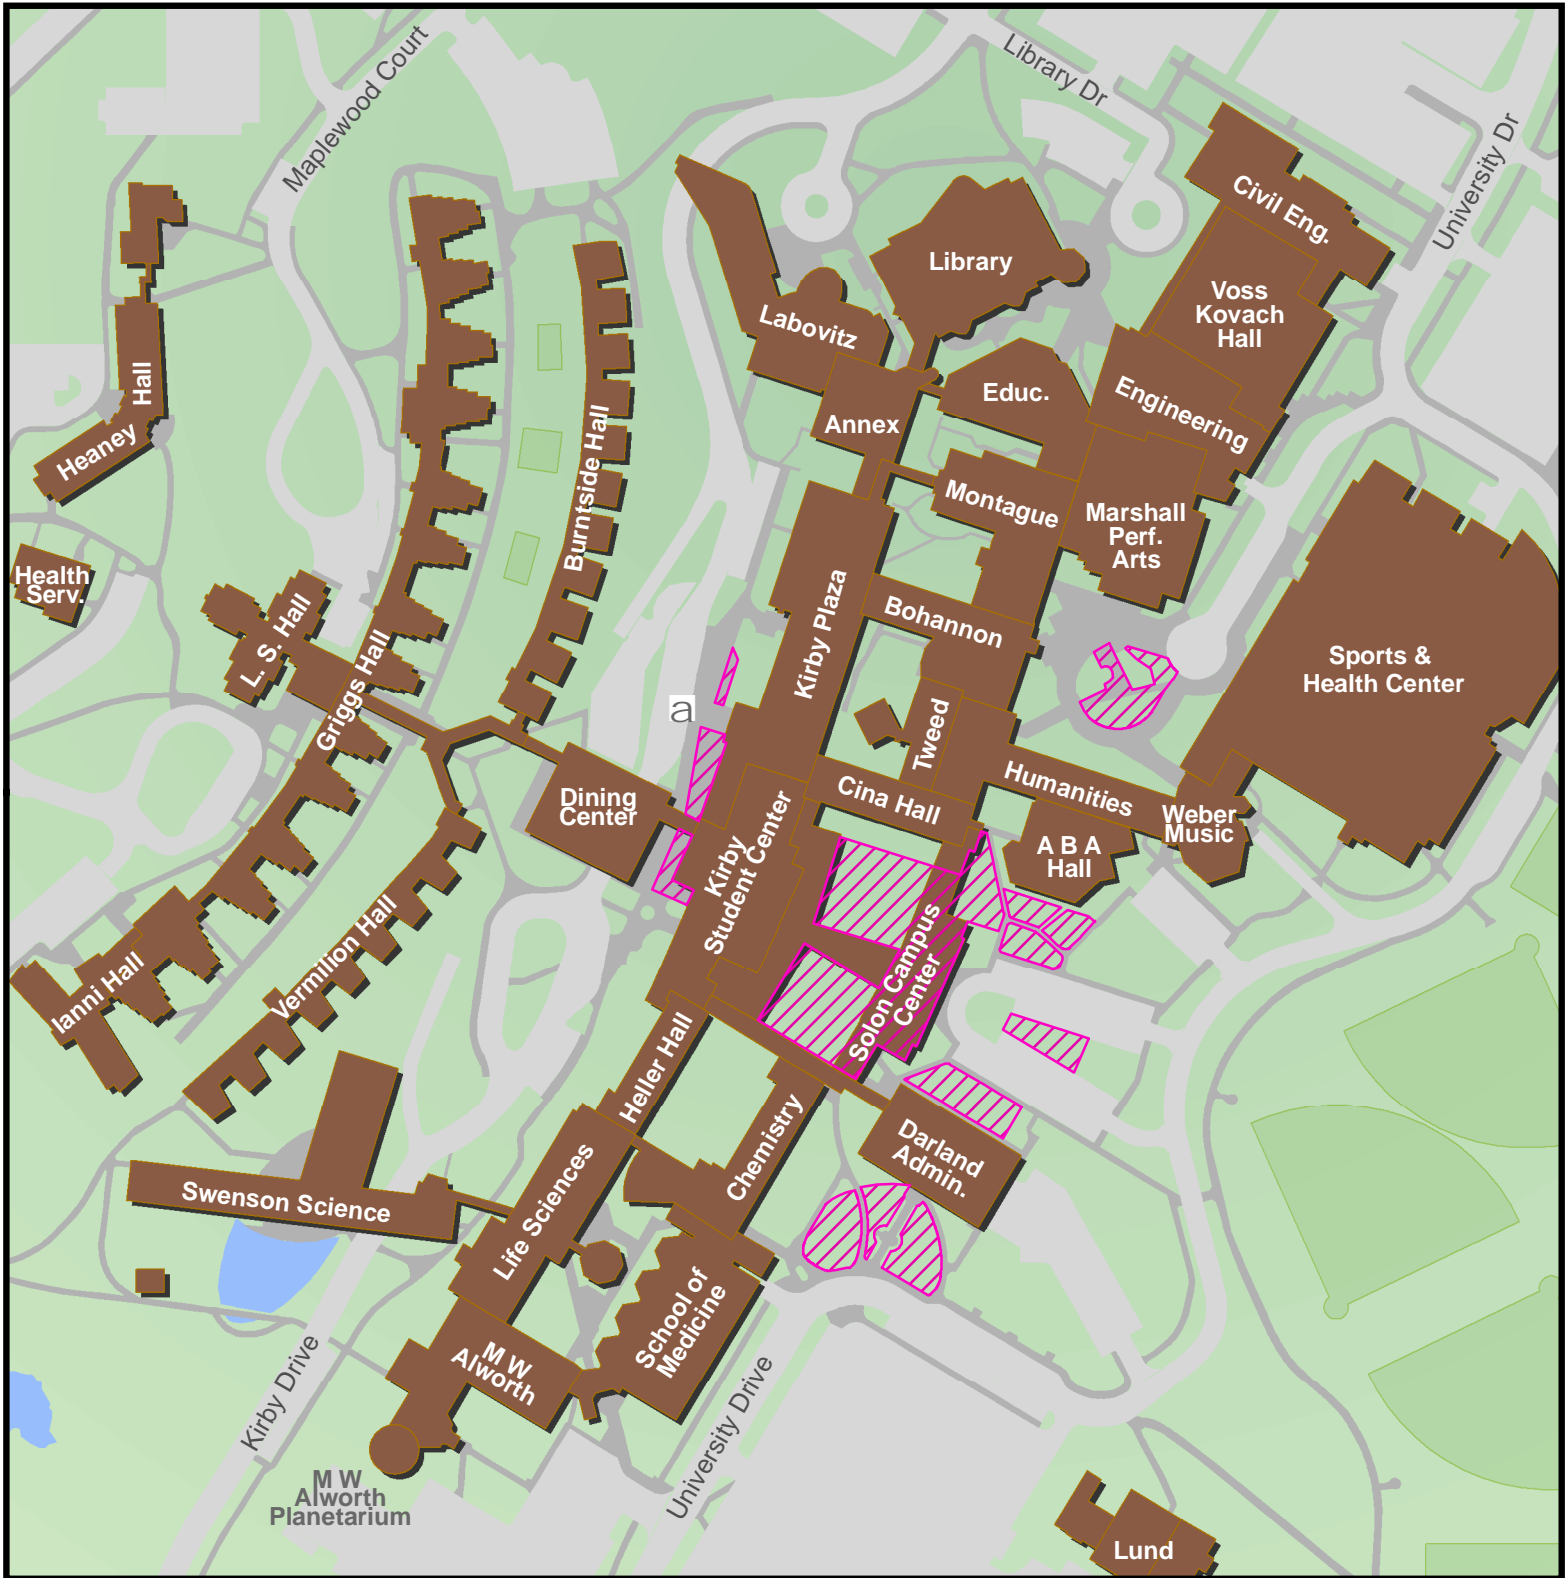 Maplewood Court
Library Dr
University Dr
Civil Eng.
Library
Voss
Kovach
Hall
Labovitz
Hall
Heaney
Educ.
Engineering
Annex
Burntside Hall
Montague
Marshall
Perf.
Arts
Health
Serv.
L. S. Hall
Kirby Plaza
Bohannon
Griggs Hall
Sports &
Health Center
a
Tweed
Dining
Center
Cina Hall
Humanities
Weber
Music
Kirby
Student Center
A B A
Hall
Ianni Hall
Vermilion Hall
Solon Campus
Center
Heller Hall
Chemistry
Darland
Admin.
Swenson Science
Life Sciences
School of
Medicine
M W
Alworth
Kirby Drive
University Drive
M W
Alworth
Planetarium
Lund